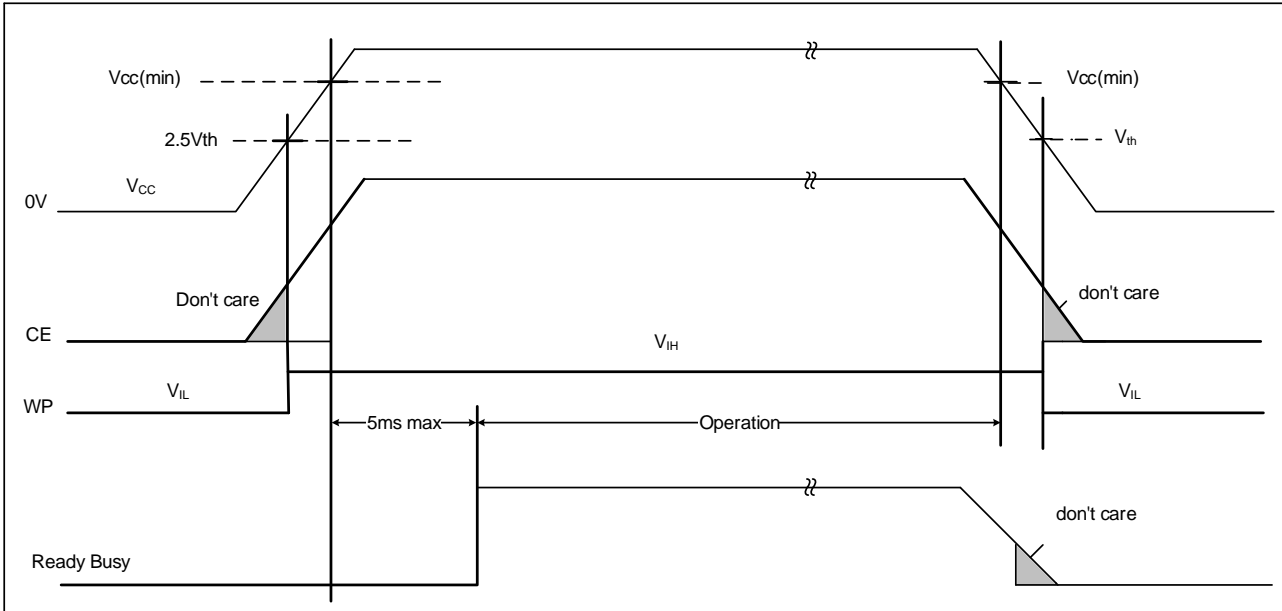 Vcc(min)
Vcc(min)
2.5Vth
Vth
VCC
0V
Don't care
don't care
CE
VIH
VIL
VIL
WP
5ms max
Operation
don't care
Ready Busy